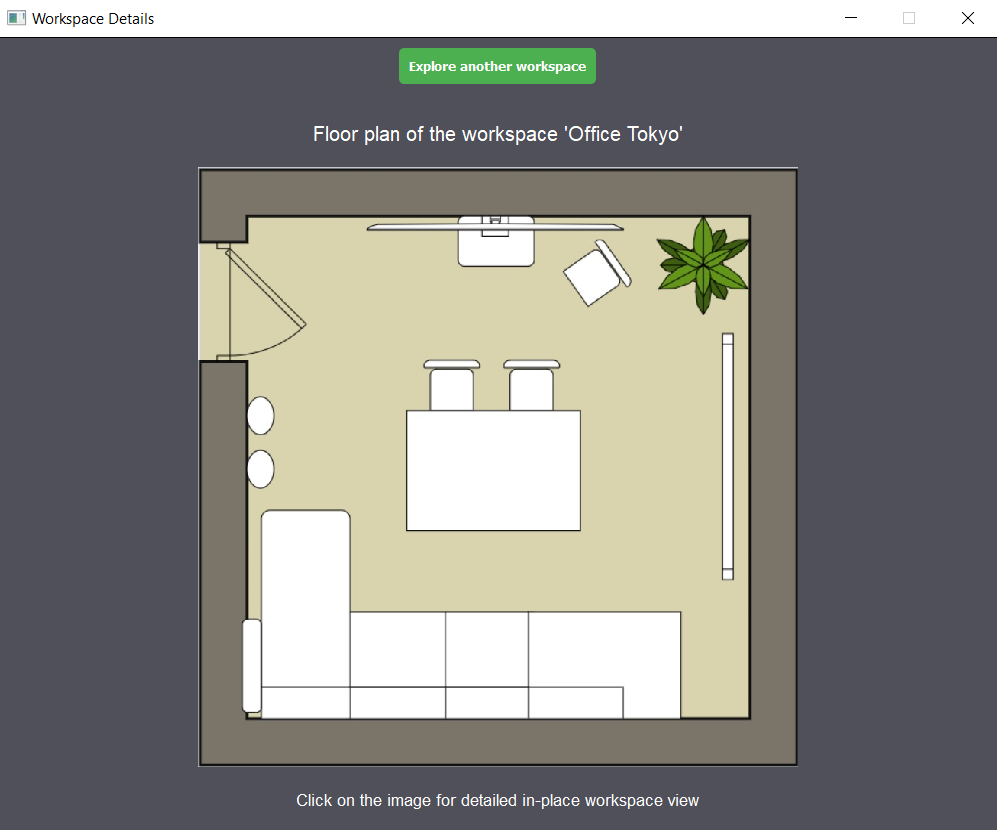 Workspace Details
Explore another workspace
Floor plan of the workspace 'Office Tokyo'
Click on the image for detailed in-place workspace view